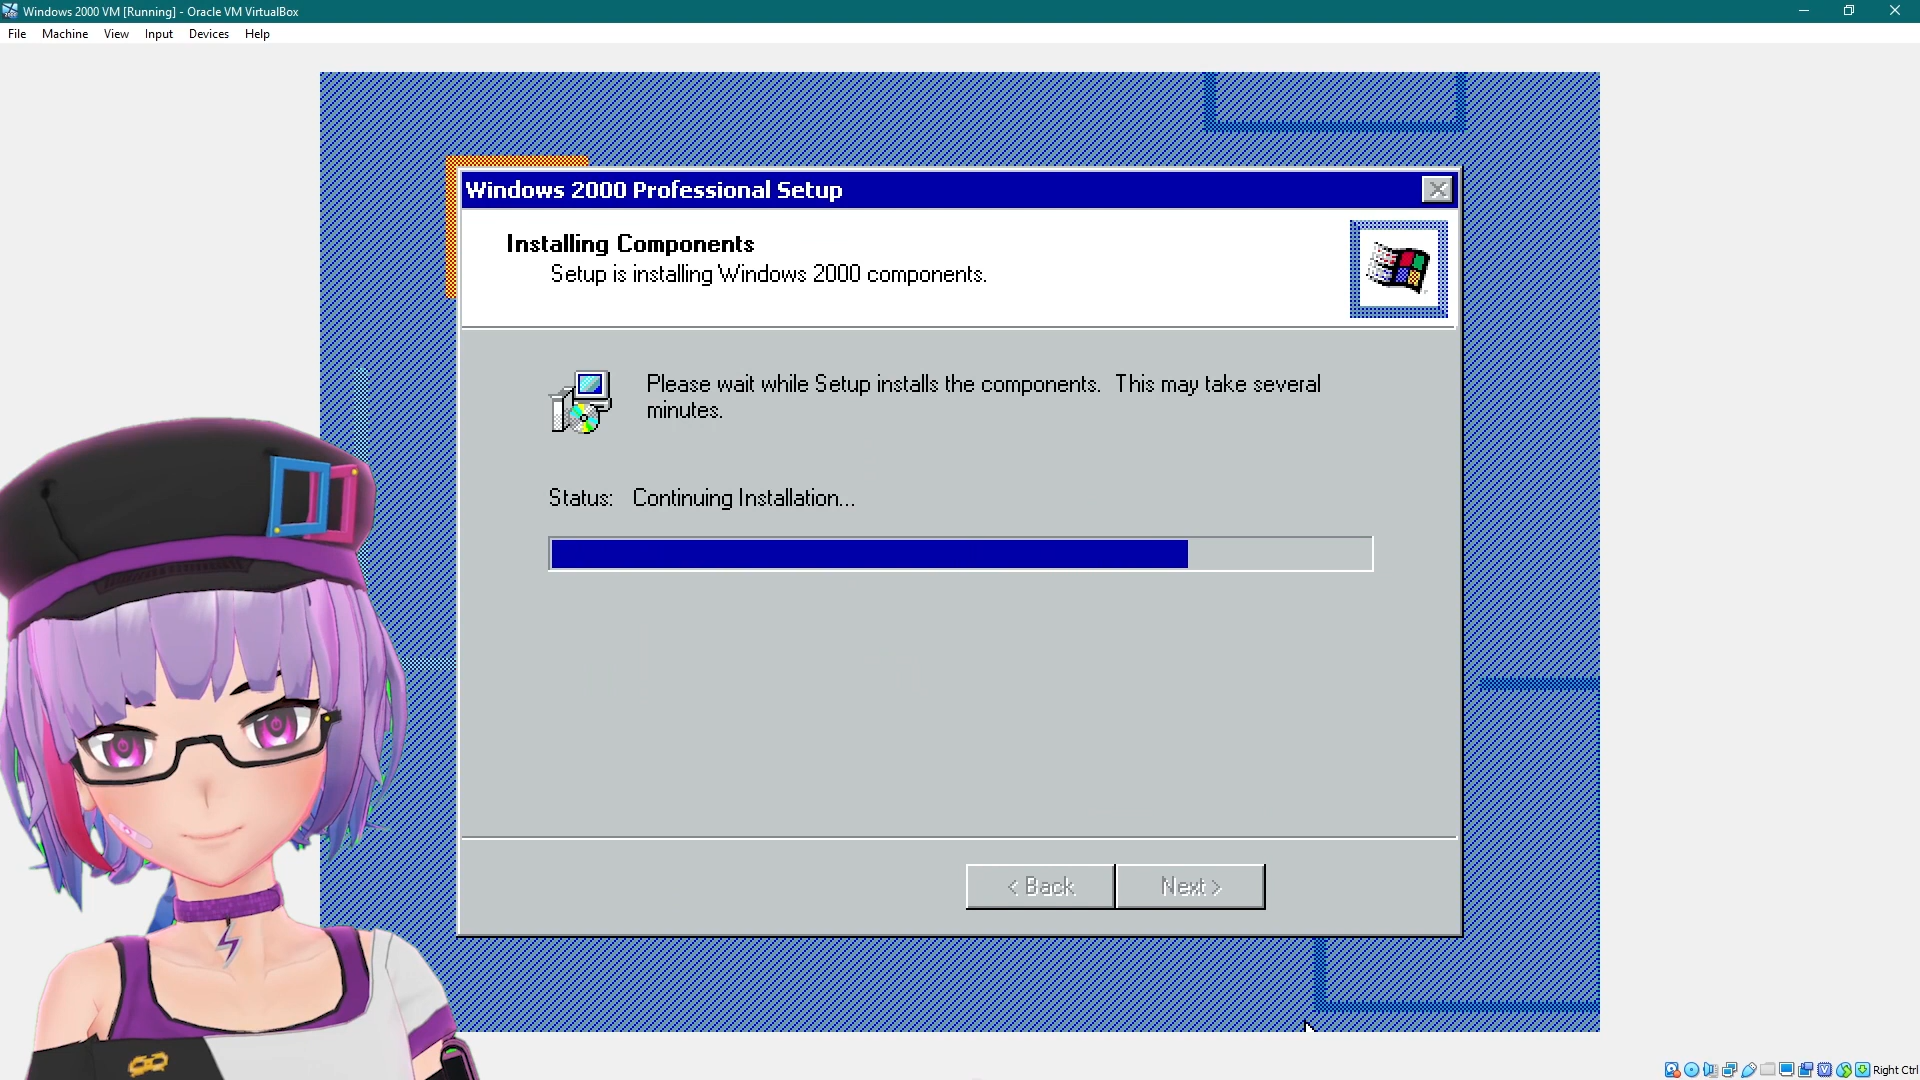 Windows 2000 VM [Running] - Oracle VM VirtualBox
File Machine View Input Devices Help
Windows 2000 Professional Setup
Installing Components
Setup is installing Windows 2000 components.
Please wait while Setup installs the components. This may take several
minutes.
Status: Continuing Installation...
< Back Next >
Right Ctrl